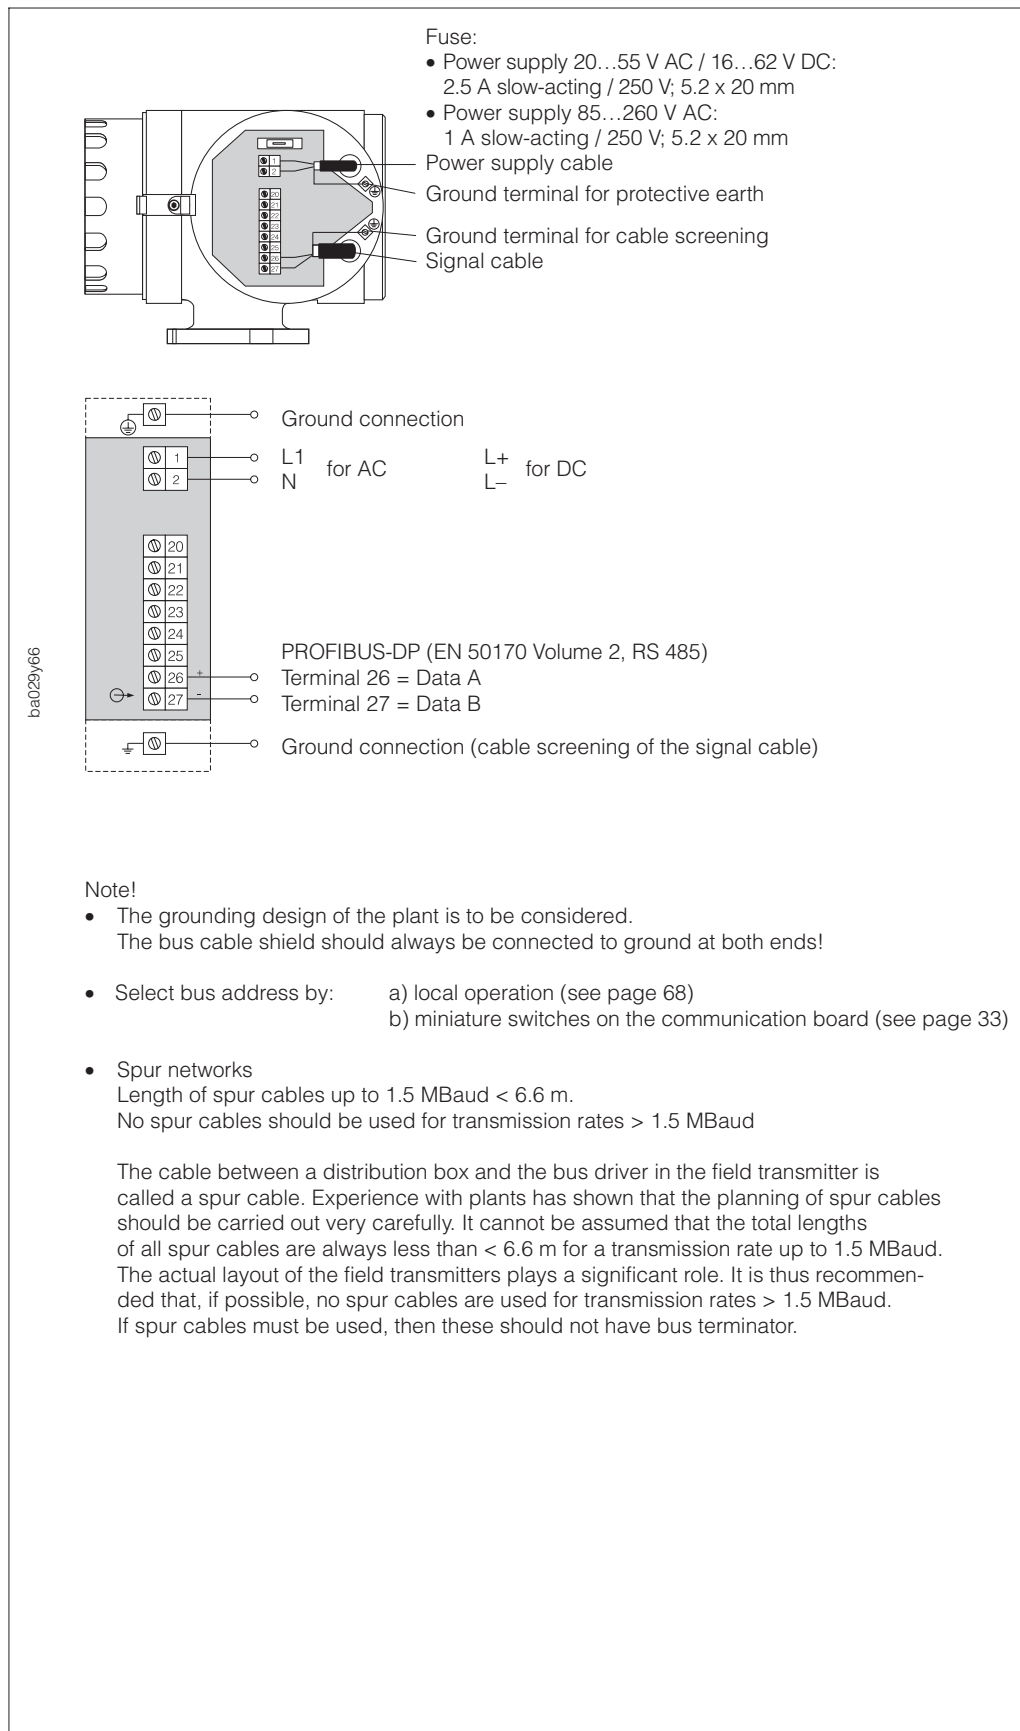 Fuse:
• Power supply 20…55 V AC / 16…62 V DC:
2.5 A slow-acting / 250 V; 5.2 x 20 mm
• Power supply 85…260 V AC:
1 A slow-acting / 250 V; 5.2 x 20 mm
Power supply cable
Ground terminal for protective earth
Ground terminal for cable screening
Signal cable
1
2
20
21
22
23
24
25
26
27
Ground connection
1 L1 for AC L+ for DC
2 N L–
20
21
22
23
24
25
PROFIBUS-DP (EN 50170 Volume 2, RS 485)
26 + Terminal 26 = Data A
27 - Terminal 27 = Data B
Ground connection (cable screening of the signal cable)
ba029y66
Note!
• The grounding design of the plant is to be considered.
The bus cable shield should always be connected to ground at both ends!
• Select bus address by: a) local operation (see page 68)
b) miniature switches on the communication board (see page 33)
• Spur networks
Length of spur cables up to 1.5 MBaud < 6.6 m.
No spur cables should be used for transmission rates > 1.5 MBaud
The cable between a distribution box and the bus driver in the field transmitter is
called a spur cable. Experience with plants has shown that the planning of spur cables
should be carried out very carefully. It cannot be assumed that the total lengths
of all spur cables are always less than < 6.6 m for a transmission rate up to 1.5 MBaud.
The actual layout of the field transmitters plays a significant role. It is thus recommen-
ded that, if possible, no spur cables are used for transmission rates > 1.5 MBaud.
If spur cables must be used, then these should not have bus terminator.